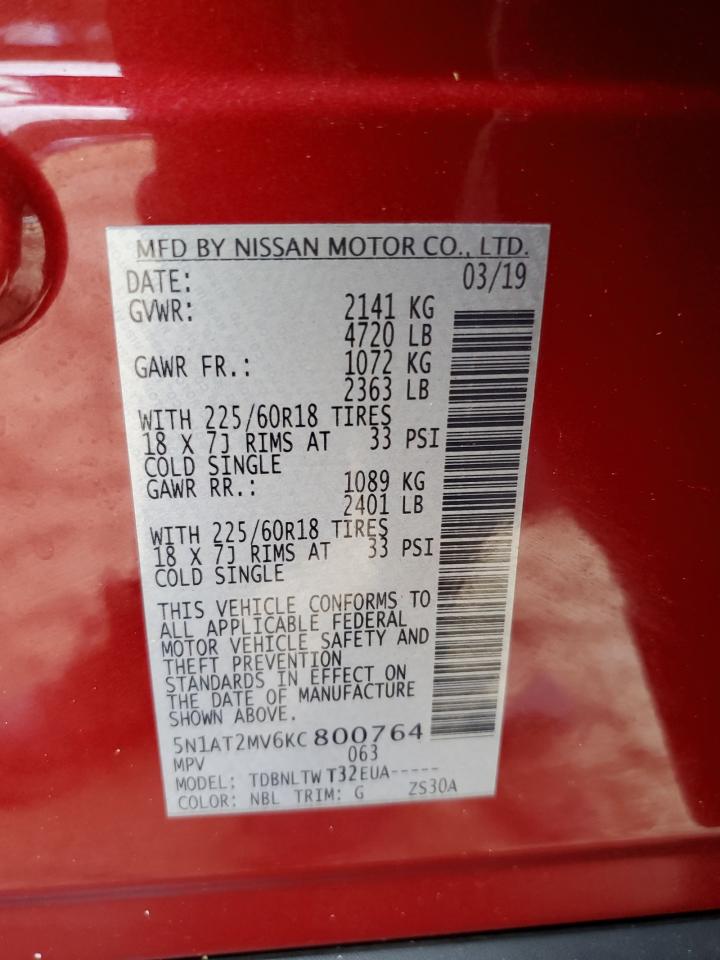 MFD BY NISSAN MOTOR CO., LTD.
DATE: 03/19
GVWR: 2141 KG
4720 LB
GAWR FR.: 1072 KG
2363 LB
WITH 225/60R18 TIRES
18 X 7J RIMS AT 33 PSI
COLD SINGLE
GAWR RR.: 1089 KG
2401 LB
WITH 225/60R18 TIRES
18 X 7J RIMS AT 33 PSI
COLD SINGLE
THIS VEHICLE CONFORMS TO
ALL APPLICABLE FEDERAL
MOTOR VEHICLE SAFETY AND
THEFT PREVENTION
STANDARDS IN EFFECT ON
THE DATE OF MANUFACTURE
SHOWN ABOVE.
5N1AT2MV6KC 800764
MPV 063
MODEL: TDBNLTW T32EUA-----
COLOR: NBL TRIM: G ZS30A